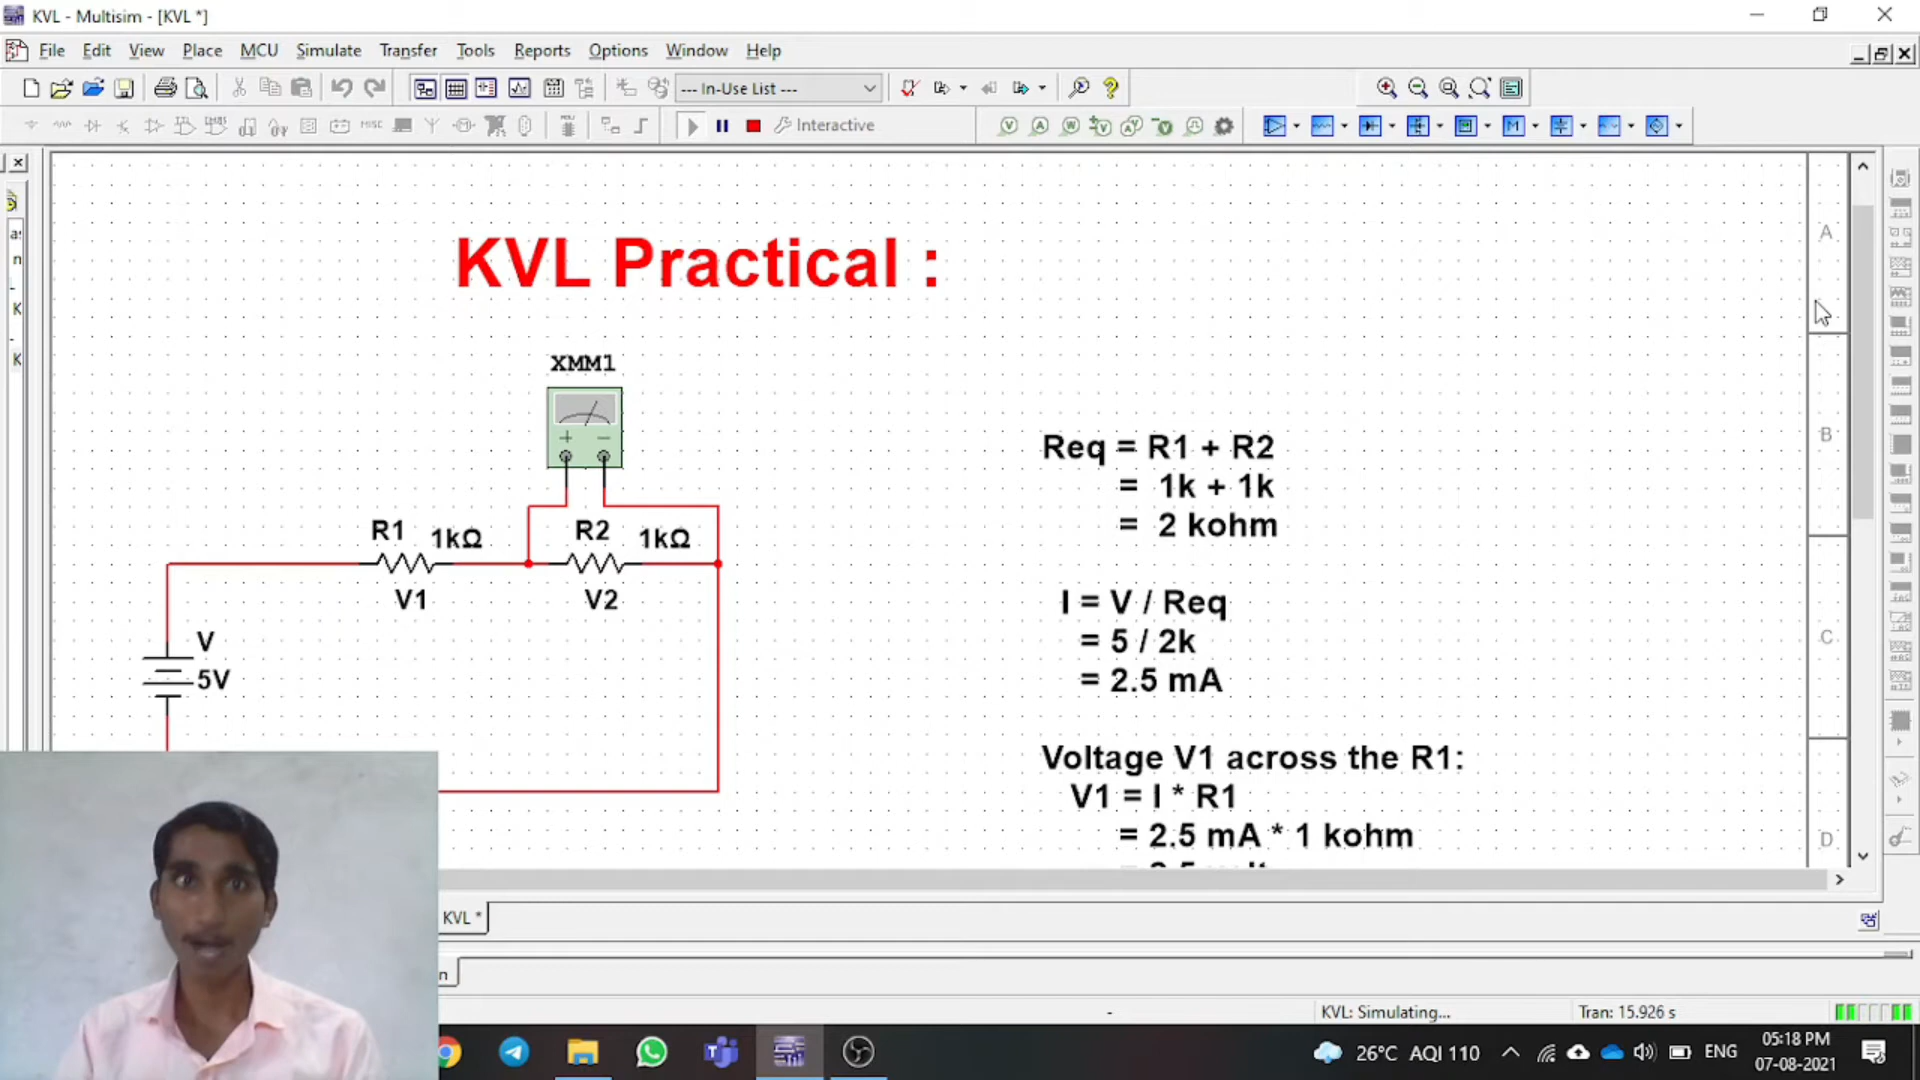 KVL - Multisim - [KVL *]
File Edit View Place MCU Simulate Transfer Tools Reports Options Window Help
--- In-Use List ---
Interactive
KVL Practical :
XMM1
R1 1kΩ R2 1kΩ
V1 V2
V
5V
Req = R1 + R2
= 1k + 1k
= 2 kohm
I = V / Req
= 5 / 2k
= 2.5 mA
Voltage V1 across the R1:
V1 = I * R1
= 2.5 mA * 1 kohm
A
B
C
D
KVL *
KVL: Simulating... Tran: 15.926 s
26°C AQI 110 ENG 05:18 PM
07-08-2021